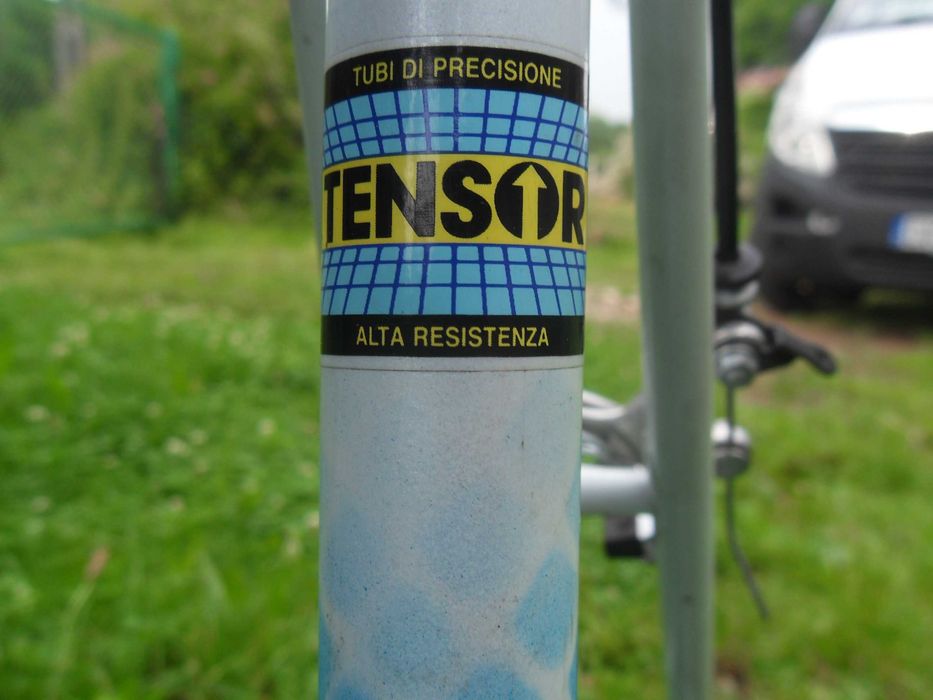 TUBI DI PRECISIONE
TENSOR
ALTA RESISTENZA